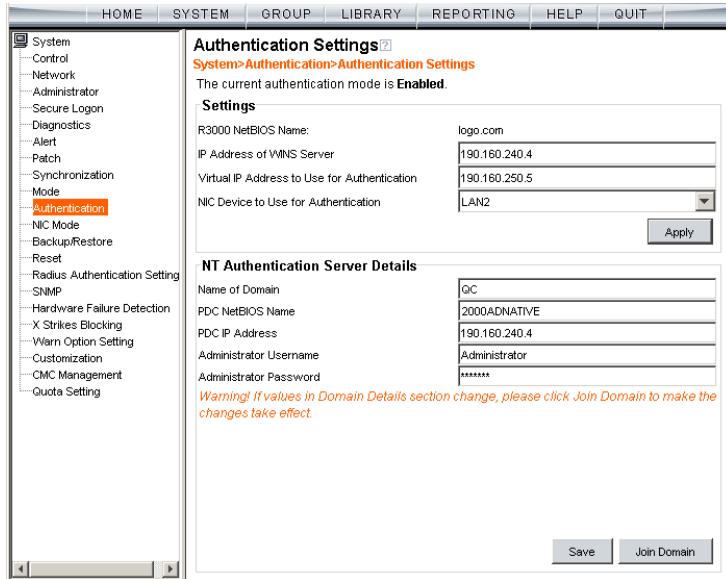 HOME SYSTEM GROUP LIBRARY REPORTING HELP QUIT
System
Control
Network
Administrator
Secure Logon
Diagnostics
Alert
Patch
Synchronization
Mode
Authentication
NIC Mode
Backup/Restore
Reset
Radius Authentication Setting
SNMP
Hardware Failure Detection
X Strikes Blocking
Warn Option Setting
Customization
CMC Management
Quota Setting
Authentication Settings ?
System>Authentication>Authentication Settings
The current authentication mode is Enabled.
Settings
R3000 NetBIOS Name: logo.com
IP Address of WINS Server 190.160.240.4
Virtual IP Address to Use for Authentication 190.160.250.5
NIC Device to Use for Authentication LAN2
Apply
NT Authentication Server Details
Name of Domain QC
PDC NetBIOS Name 2000ADNATIVE
PDC IP Address 190.160.240.4
Administrator Username Administrator
Administrator Password *******
Warning! If values in Domain Details section change, please click Join Domain to make the
changes take effect.
Save Join Domain